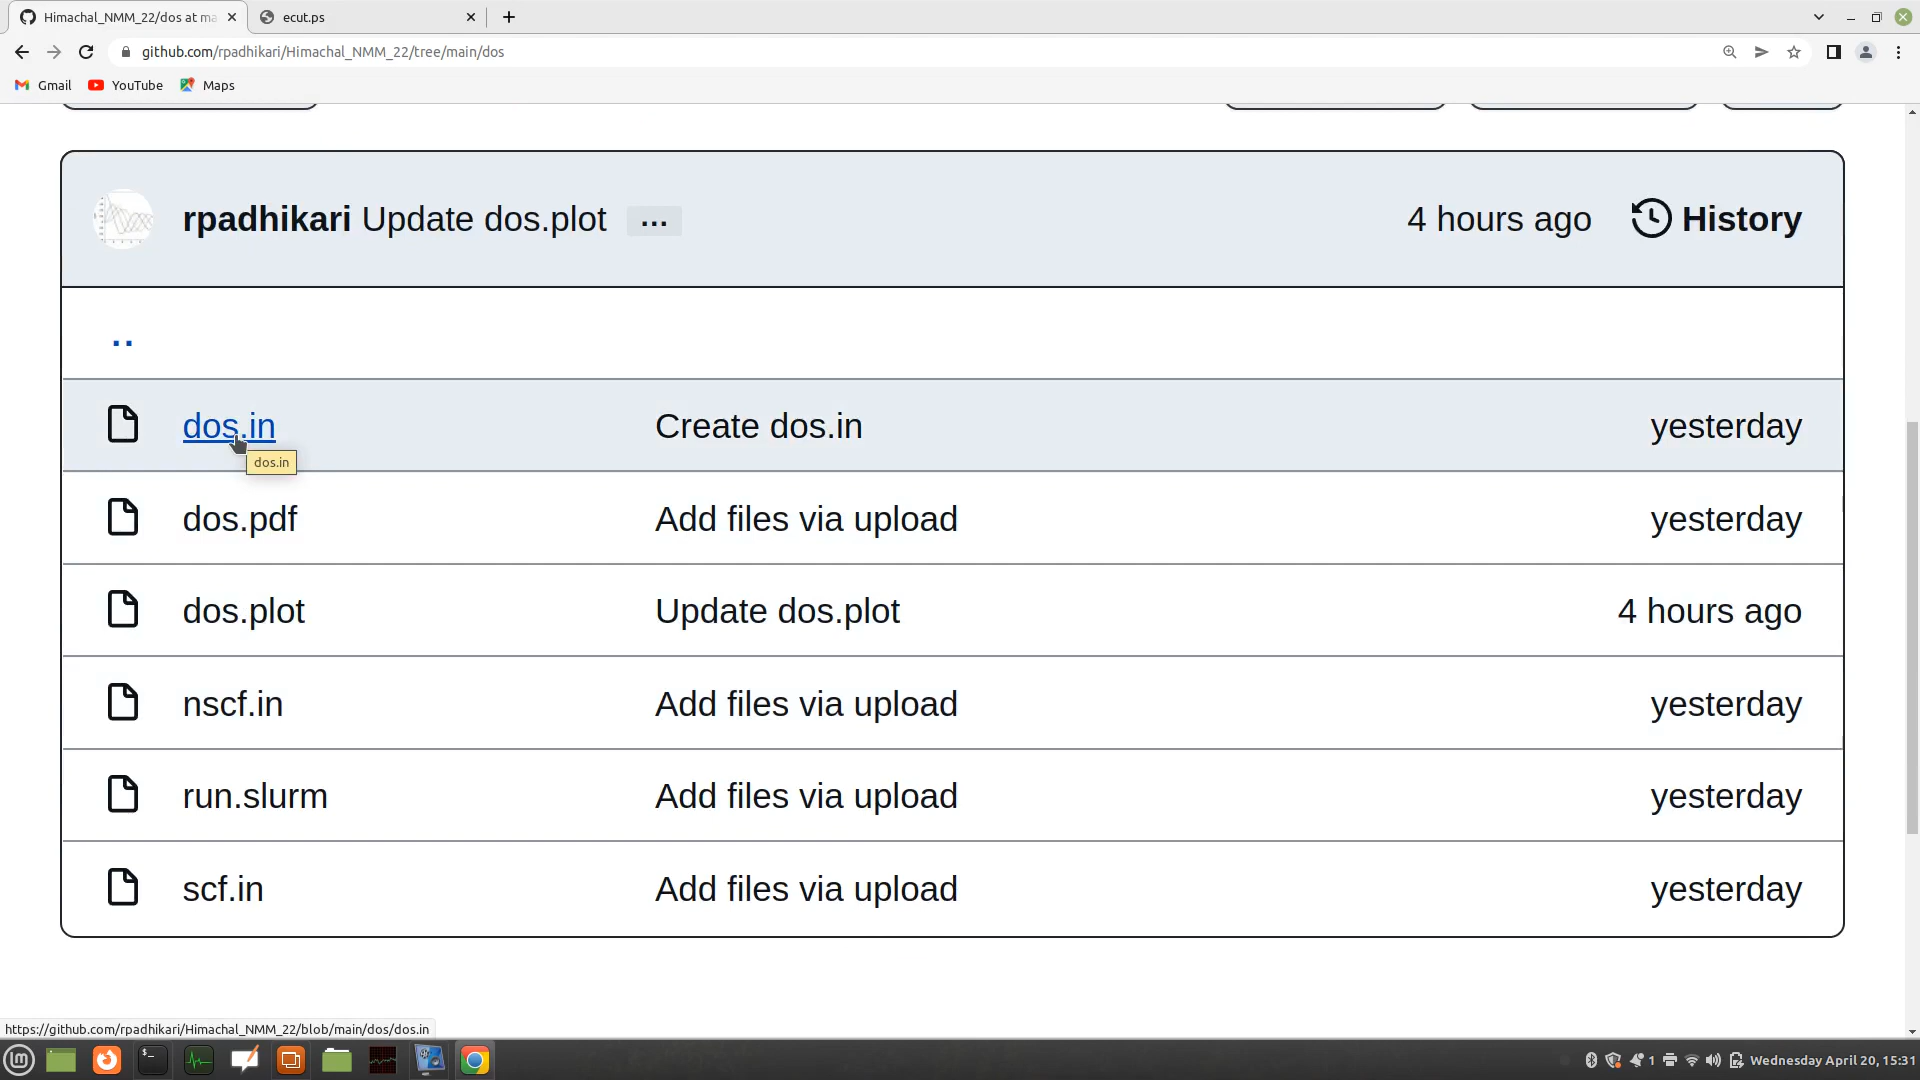 Himachal_NMM_22/dos at ma
ecut.ps
github.com/rpadhikari/Himachal_NMM_22/tree/main/dos
Gmail
YouTube
Maps
rpadhikari Update dos.plot ...
4 hours ago
History
..
dos.in
Create dos.in
yesterday
dos.in
dos.pdf
Add files via upload
yesterday
dos.plot
Update dos.plot
4 hours ago
nscf.in
Add files via upload
yesterday
run.slurm
Add files via upload
yesterday
scf.in
Add files via upload
yesterday
https://github.com/rpadhikari/Himachal_NMM_22/blob/main/dos/dos.in
lm
1
Wednesday April 20, 15:31